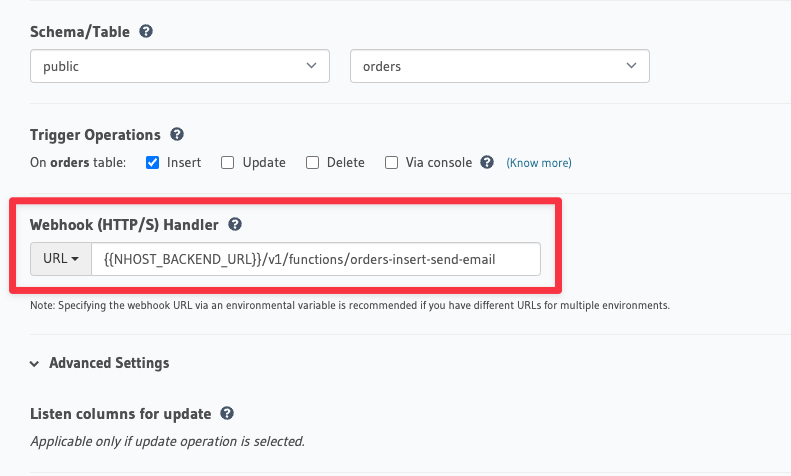 Schema/Table ?
public orders
Trigger Operations ?
On orders table: Insert Update Delete Via console ? (Know more)
Webhook (HTTP/S) Handler ?
URL {{NHOST_BACKEND_URL}}/v1/functions/orders-insert-send-email
Note: Specifying the webhook URL via an environmental variable is recommended if you have different URLs for multiple environments.
Advanced Settings
Listen columns for update ?
Applicable only if update operation is selected.